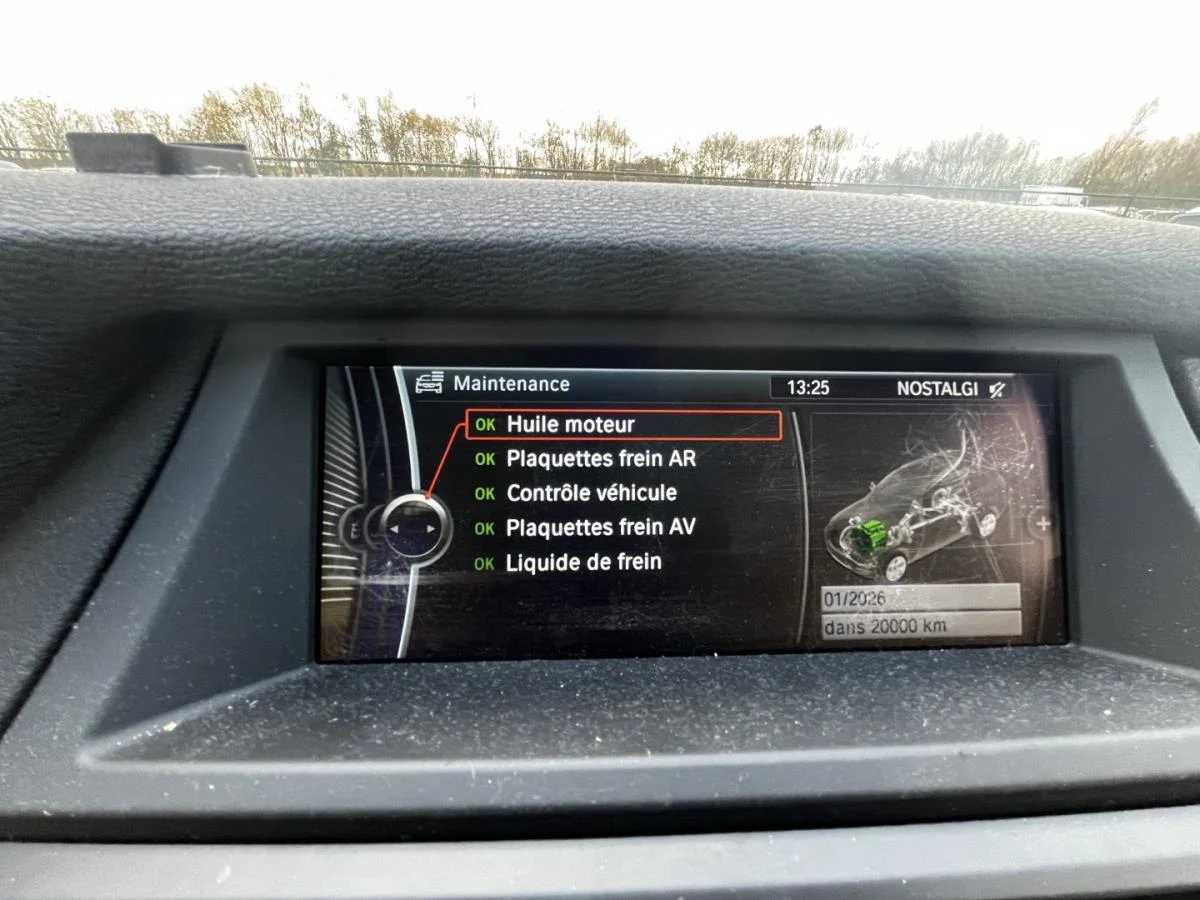 Maintenance
13:25
NOSTALGI
OK Huile moteur
OK Plaquettes frein AR
OK Contrôle véhicule
OK Plaquettes frein AV
OK Liquide de frein
01/2026
dans 20000 km